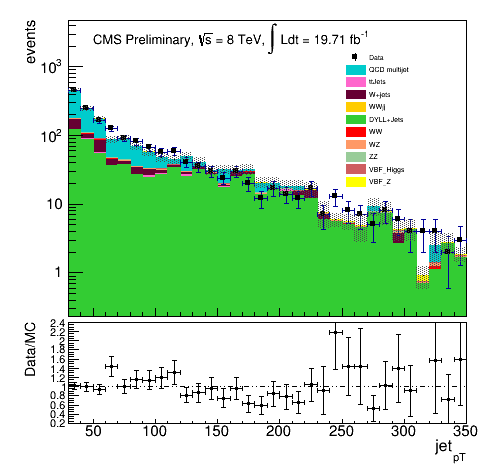 events
CMS Preliminary, √s = 8 TeV, ∫ Ldt = 19.71 fb⁻¹
Data
QCD multijet
ttJets
W+jets
WWjj
DYLL+Jets
WW
WZ
ZZ
VBF_Higgs
VBF_Z
10³
10²
10
1
Data/MC
2.4
2.2
2
1.8
1.6
1.4
1.2
1
0.8
0.6
0.4
0.2
50 100 150 200 250 300 350
jet_pT